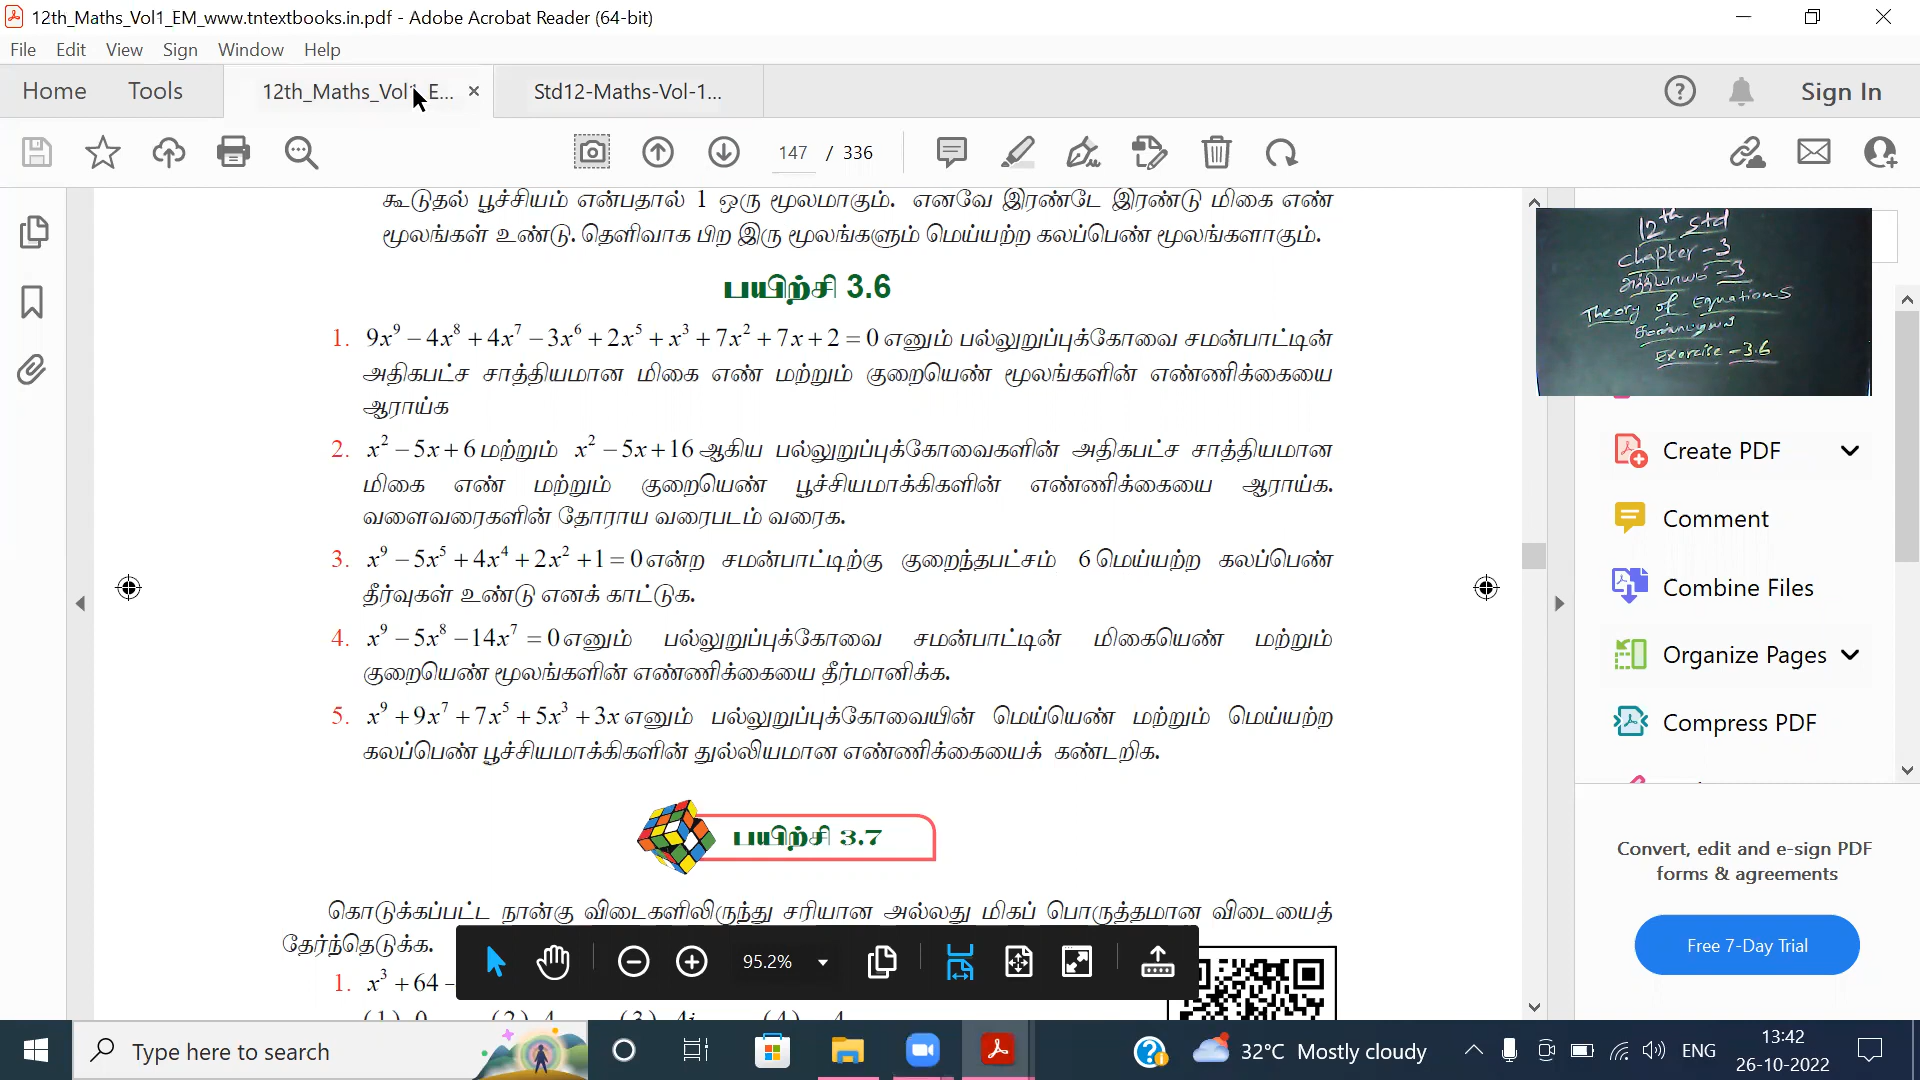 12th_Maths_Vol1_EM_www.tntextbooks.in.pdf - Adobe Acrobat Reader (64-bit)
File Edit View Sign Window Help
Home Tools 12th_Maths_Vol1_E... × Std12-Maths-Vol-1... Sign In
147 / 336
கூடுதல் பூச்சியம் என்பதால் 1 ஒரு மூலமாகும். எனவே இரண்டே இரண்டு மிகை எண்
மூலங்கள் உண்டு. தெளிவாக பிற இரு மூலங்களும் மெய்யற்ற கலப்பெண் மூலங்களாகும்.
பயிற்சி 3.6
1. 9x⁹ − 4x⁸ + 4x⁷ − 3x⁶ + 2x⁵ + x³ + 7x² + 7x + 2 = 0 எனும் பல்லுறுப்புக்கோவை சமன்பாட்டின்
அதிகபட்ச சாத்தியமான மிகை எண் மற்றும் குறையெண் மூலங்களின் எண்ணிக்கையை
ஆராய்க
2. x² − 5x + 6 மற்றும் x² − 5x + 16 ஆகிய பல்லுறுப்புக்கோவைகளின் அதிகபட்ச சாத்தியமான
மிகை எண் மற்றும் குறையெண் பூச்சியமாக்கிகளின் எண்ணிக்கையை ஆராய்க.
வளைவரைகளின் தோராய வரைபடம் வரைக.
3. x⁹ − 5x⁵ + 4x⁴ + 2x² + 1 = 0 என்ற சமன்பாட்டிற்கு குறைந்தபட்சம் 6 மெய்யற்ற கலப்பெண்
தீர்வுகள் உண்டு எனக் காட்டுக.
4. x⁹ − 5x⁸ − 14x⁷ = 0 எனும் பல்லுறுப்புக்கோவை சமன்பாட்டின் மிகையெண் மற்றும்
குறையெண் மூலங்களின் எண்ணிக்கையை தீர்மானிக்க.
5. x⁹ + 9x⁷ + 7x⁵ + 5x³ + 3x எனும் பல்லுறுப்புக்கோவையின் மெய்யெண் மற்றும் மெய்யற்ற
கலப்பெண் பூச்சியமாக்கிகளின் துல்லியமான எண்ணிக்கையைக் கண்டறிக.
பயிற்சி 3.7
கொடுக்கப்பட்ட நான்கு விடைகளிலிருந்து சரியான அல்லது மிகப் பொருத்தமான விடையைத்
தேர்ந்தெடுக்க.
1. x³ + 64
95.2%
12th Std
Chapter - 3
அத்தியாயம் - 3
Theory of Equations
Exercise - 3.6
Create PDF
Comment
Combine Files
Organize Pages
Compress PDF
Convert, edit and e-sign PDF
forms & agreements
Free 7-Day Trial
Type here to search
32°C Mostly cloudy
ENG
13:42
26-10-2022